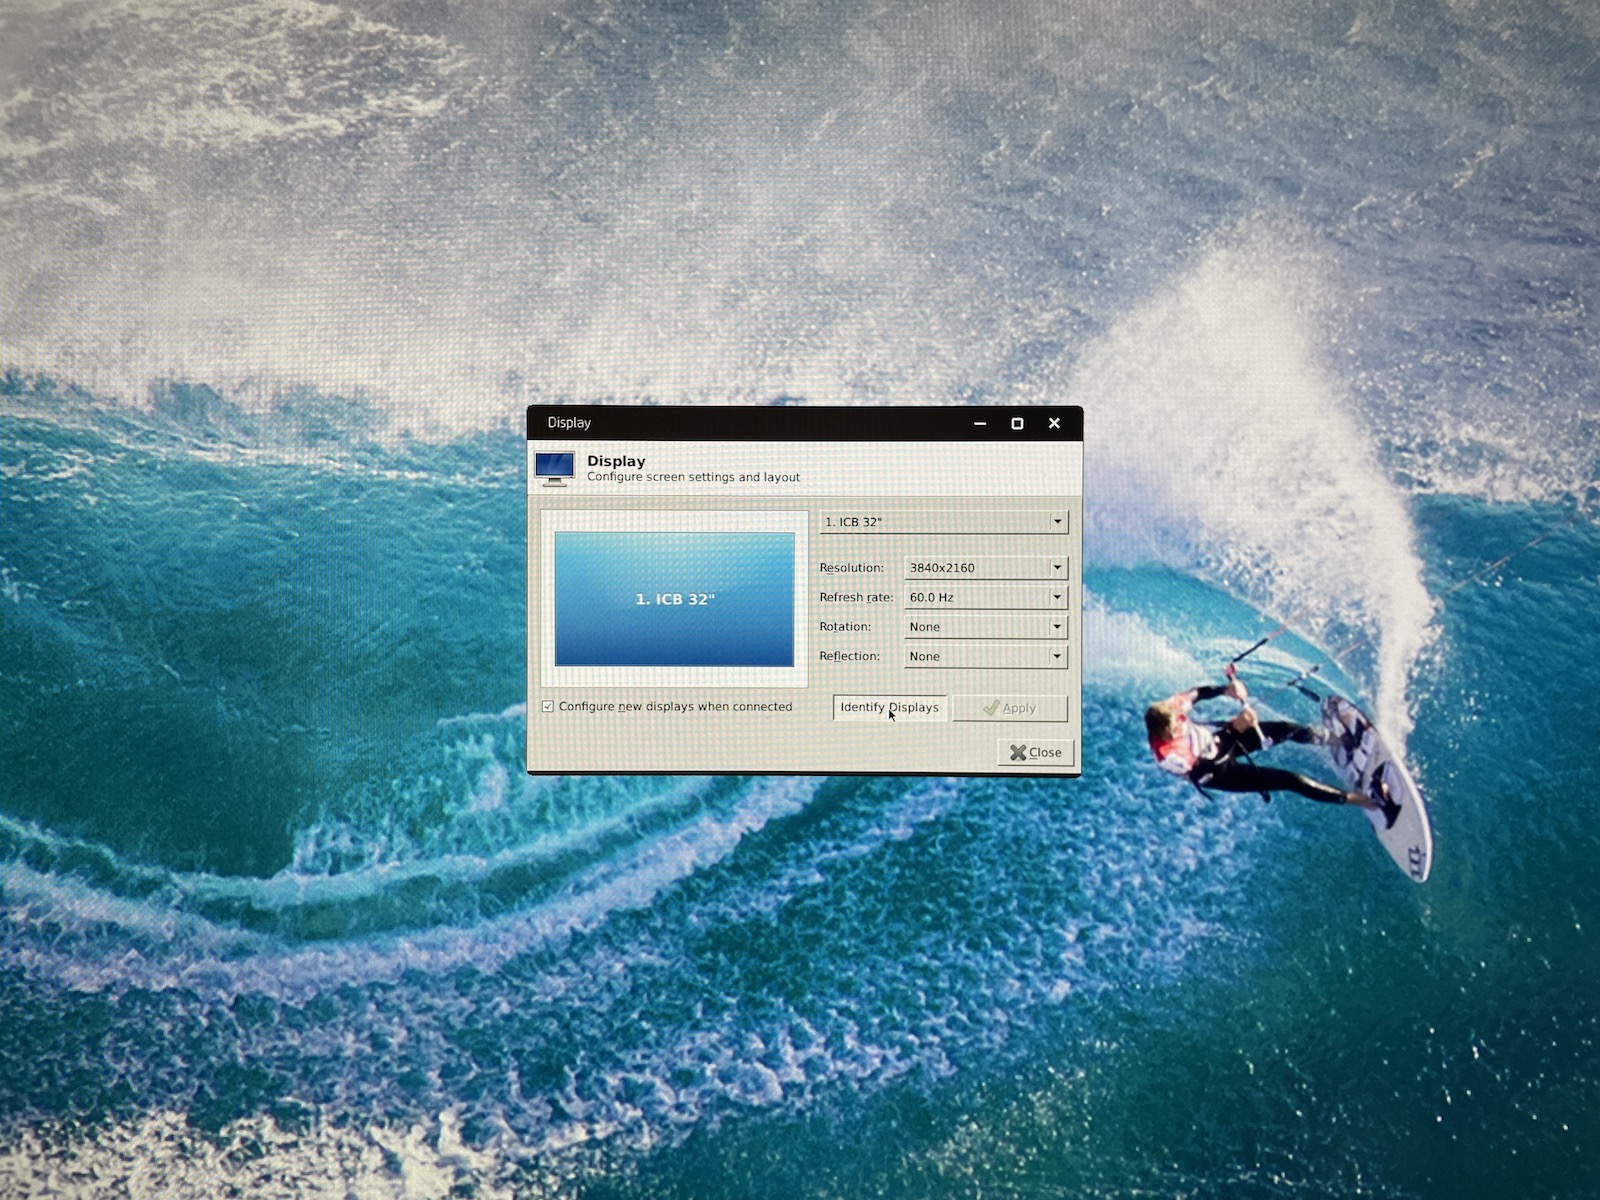 Display
Display
Configure screen settings and layout
1. ICB 32"
1. ICB 32"
Resolution: 3840x2160
Refresh rate: 60.0 Hz
Rotation: None
Reflection: None
Configure new displays when connected
Identify Displays
Apply
Close